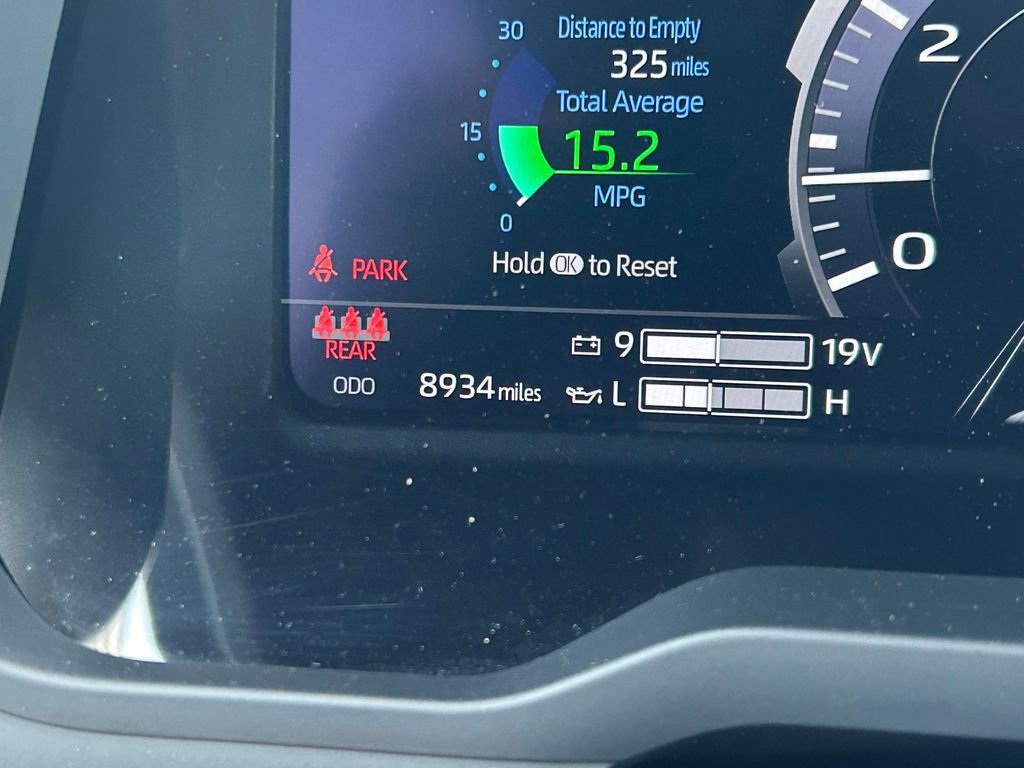 30
Distance to Empty
325 miles
Total Average
15
15.2
MPG
0
Hold OK to Reset
PARK
REAR
ODO 8934 miles
9 19V
L H
2
0